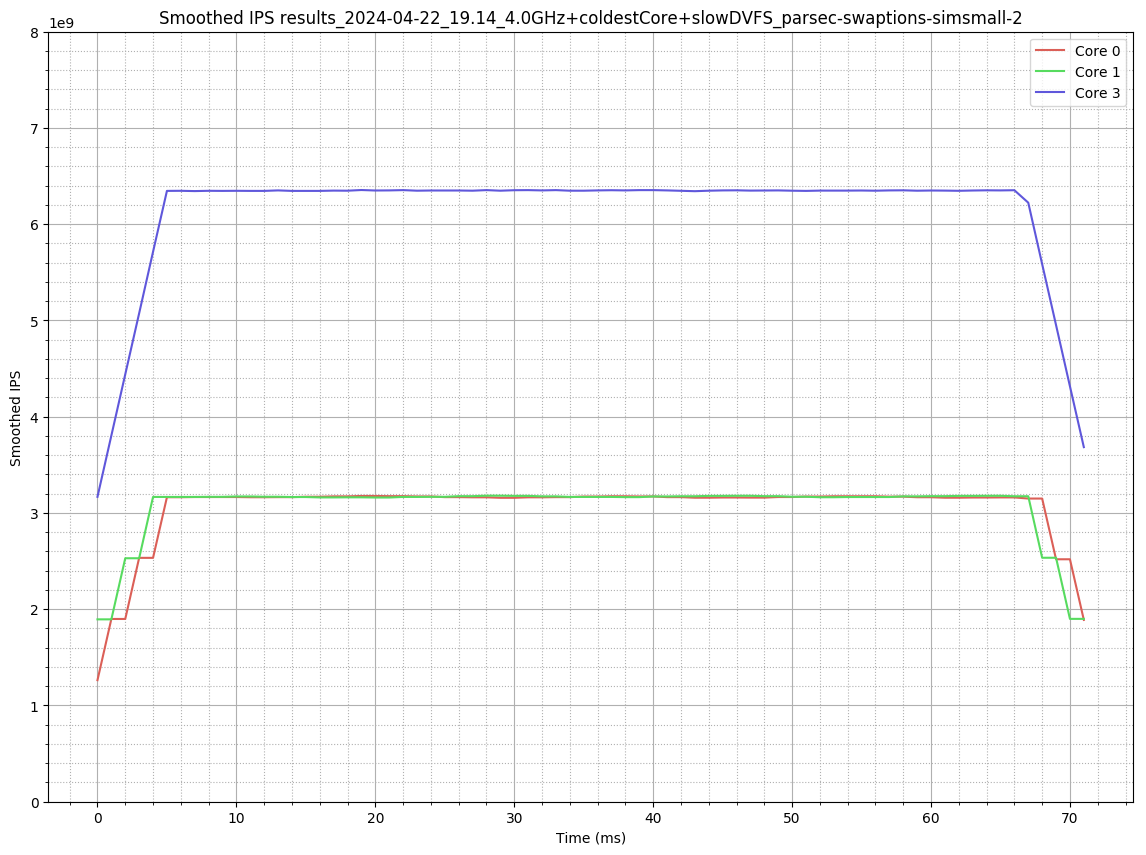 Smoothed IPS results_2024-04-22_19.14_4.0GHz+coldestCore+slowDVFS_parsec-swaptions-simsmall-2
1e9
8
7
6
5
4
3
2
1
0
Smoothed IPS
Core 0
Core 1
Core 3
0 10 20 30 40 50 60 70
Time (ms)